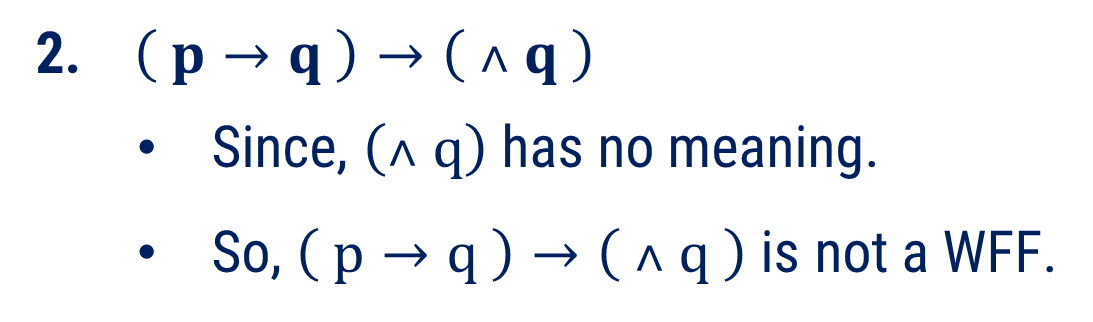 2. ( p → q ) → ( ∧ q )
• Since, (∧ q) has no meaning.
• So, ( p → q ) → ( ∧ q ) is not a WFF.